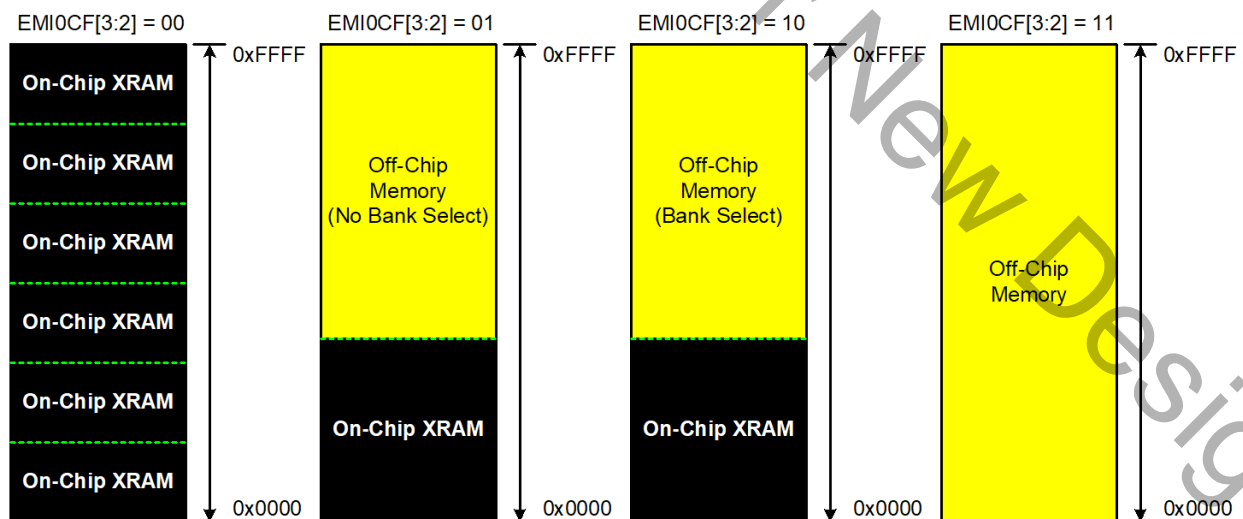 EMI0CF[3:2] = 00
0xFFFF
On-Chip XRAM
On-Chip XRAM
On-Chip XRAM
On-Chip XRAM
On-Chip XRAM
On-Chip XRAM
0x0000
EMI0CF[3:2] = 01
0xFFFF
Off-Chip
Memory
(No Bank Select)
On-Chip XRAM
0x0000
EMI0CF[3:2] = 10
0xFFFF
Off-Chip
Memory
(Bank Select)
On-Chip XRAM
0x0000
EMI0CF[3:2] = 11
0xFFFF
Off-Chip
Memory
0x0000
r New Desig